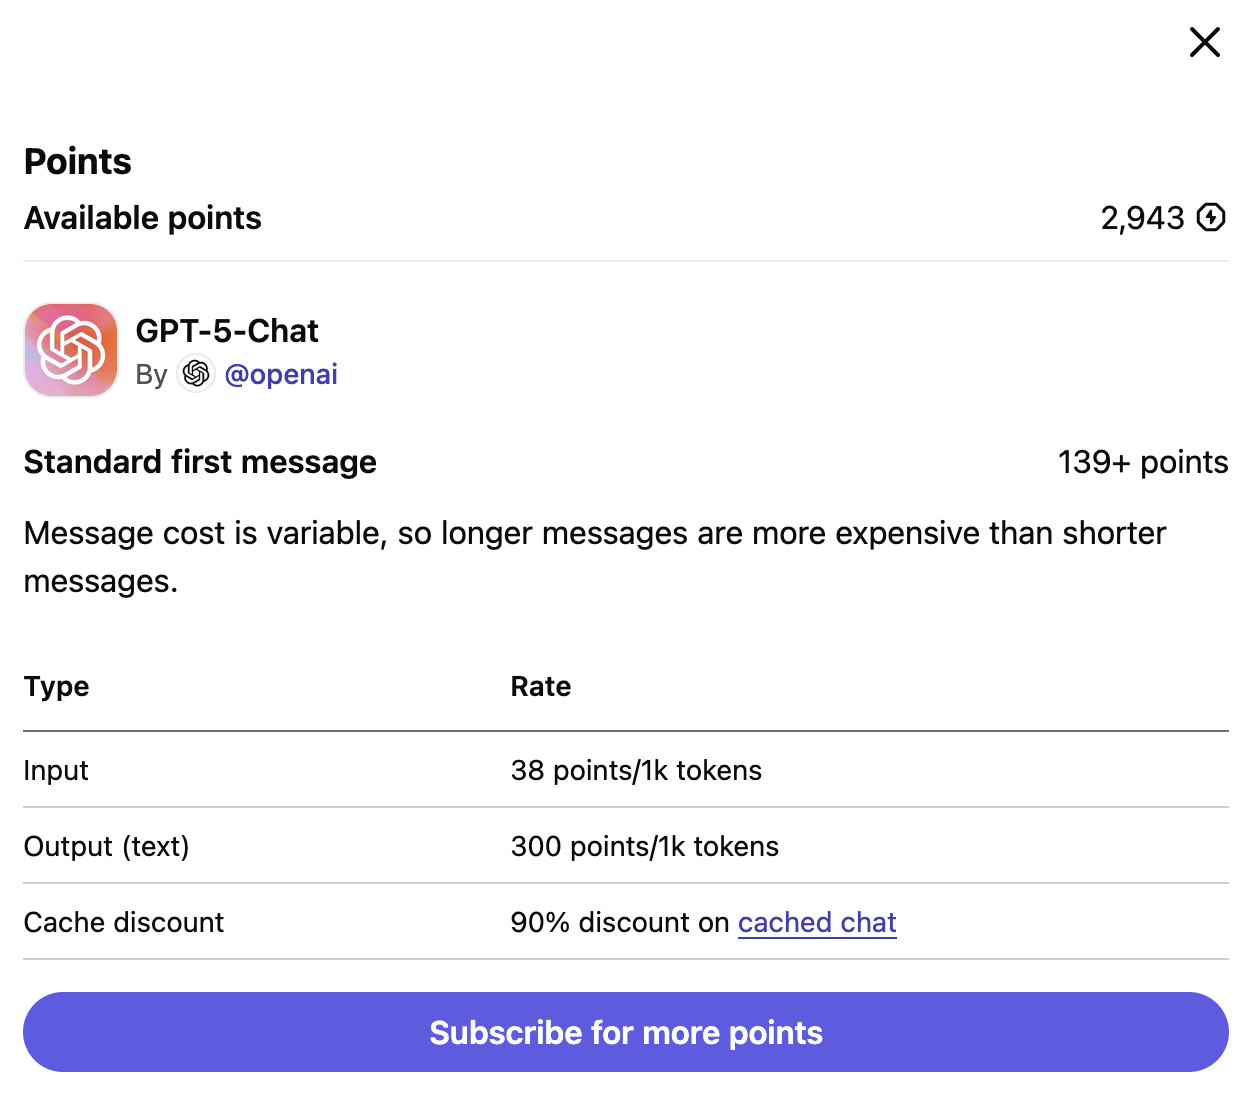 Points
Available points 2,943
GPT-5-Chat
By @openai
Standard first message 139+ points
Message cost is variable, so longer messages are more expensive than shorter
messages.
Type Rate
Input 38 points/1k tokens
Output (text) 300 points/1k tokens
Cache discount 90% discount on cached chat
Subscribe for more points